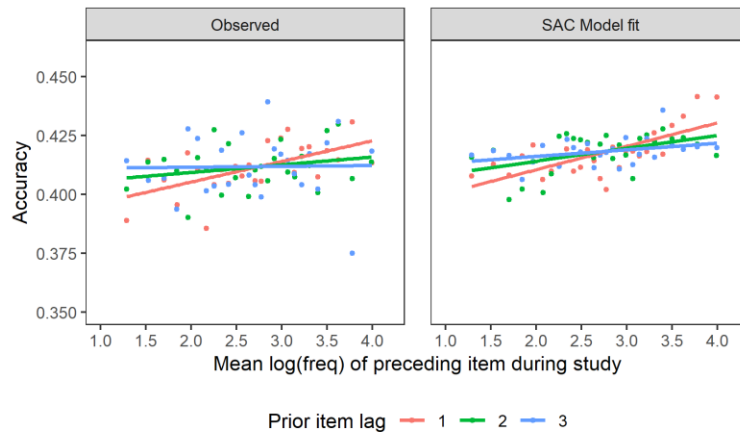 Observed
SAC Model fit
Accuracy
0.450
0.425
0.400
0.375
0.350
1.0 1.5 2.0 2.5 3.0 3.5 4.0
1.0 1.5 2.0 2.5 3.0 3.5 4.0
Mean log(freq) of preceding item during study
Prior item lag 1 2 3